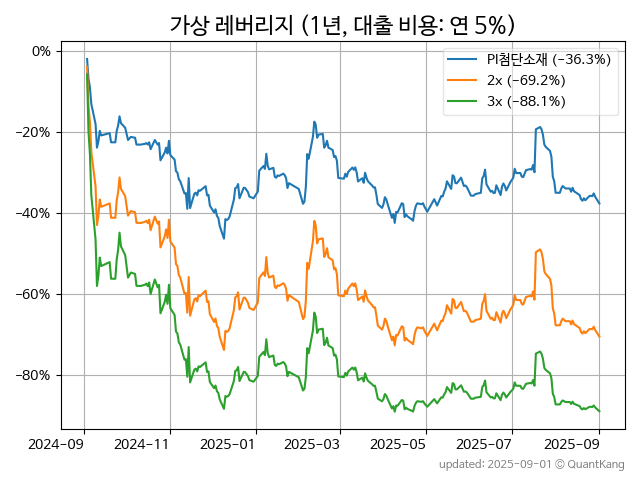 가상 레버리지 (1년, 대출 비용: 연 5%)
PI첨단소재 (−36.3%)
2x (−69.2%)
3x (−88.1%)
0%
−20%
−40%
−60%
−80%
2024-09
2024-11
2025-01
2025-03
2025-05
2025-07
2025-09
updated: 2025-09-01 © QuantKang